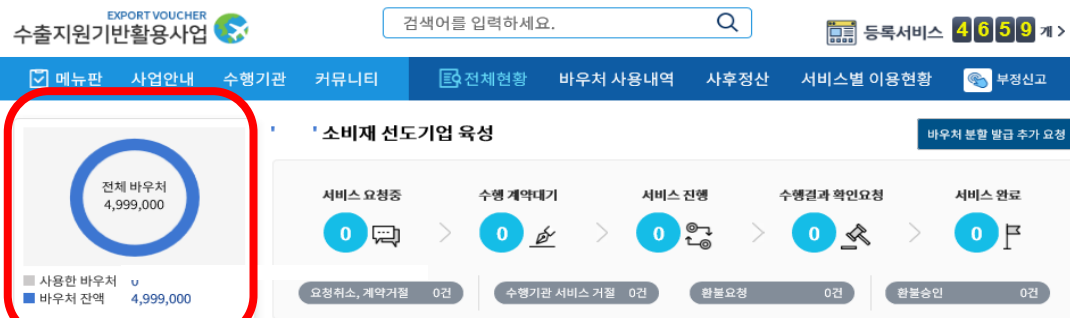 EXPORT VOUCHER
수출지원기반활용사업
검색어를 입력하세요.
등록서비스 4659 개 >
메뉴판 사업안내 수행기관 커뮤니티 전체현황 바우처 사용내역 사후정산 서비스별 이용현황 부정신고
' ' 소비재 선도기업 육성
바우처 분할 발급 추가 요청
전체 바우처
4,999,000
사용한 바우처 0
바우처 잔액 4,999,000
서비스 요청중 수행 계약대기 서비스 진행 수행결과 확인요청 서비스 완료
0 0 0 0 0
요청취소, 계약거절 0건 수행기관 서비스 거절 0건 환불요청 0건 환불승인 0건